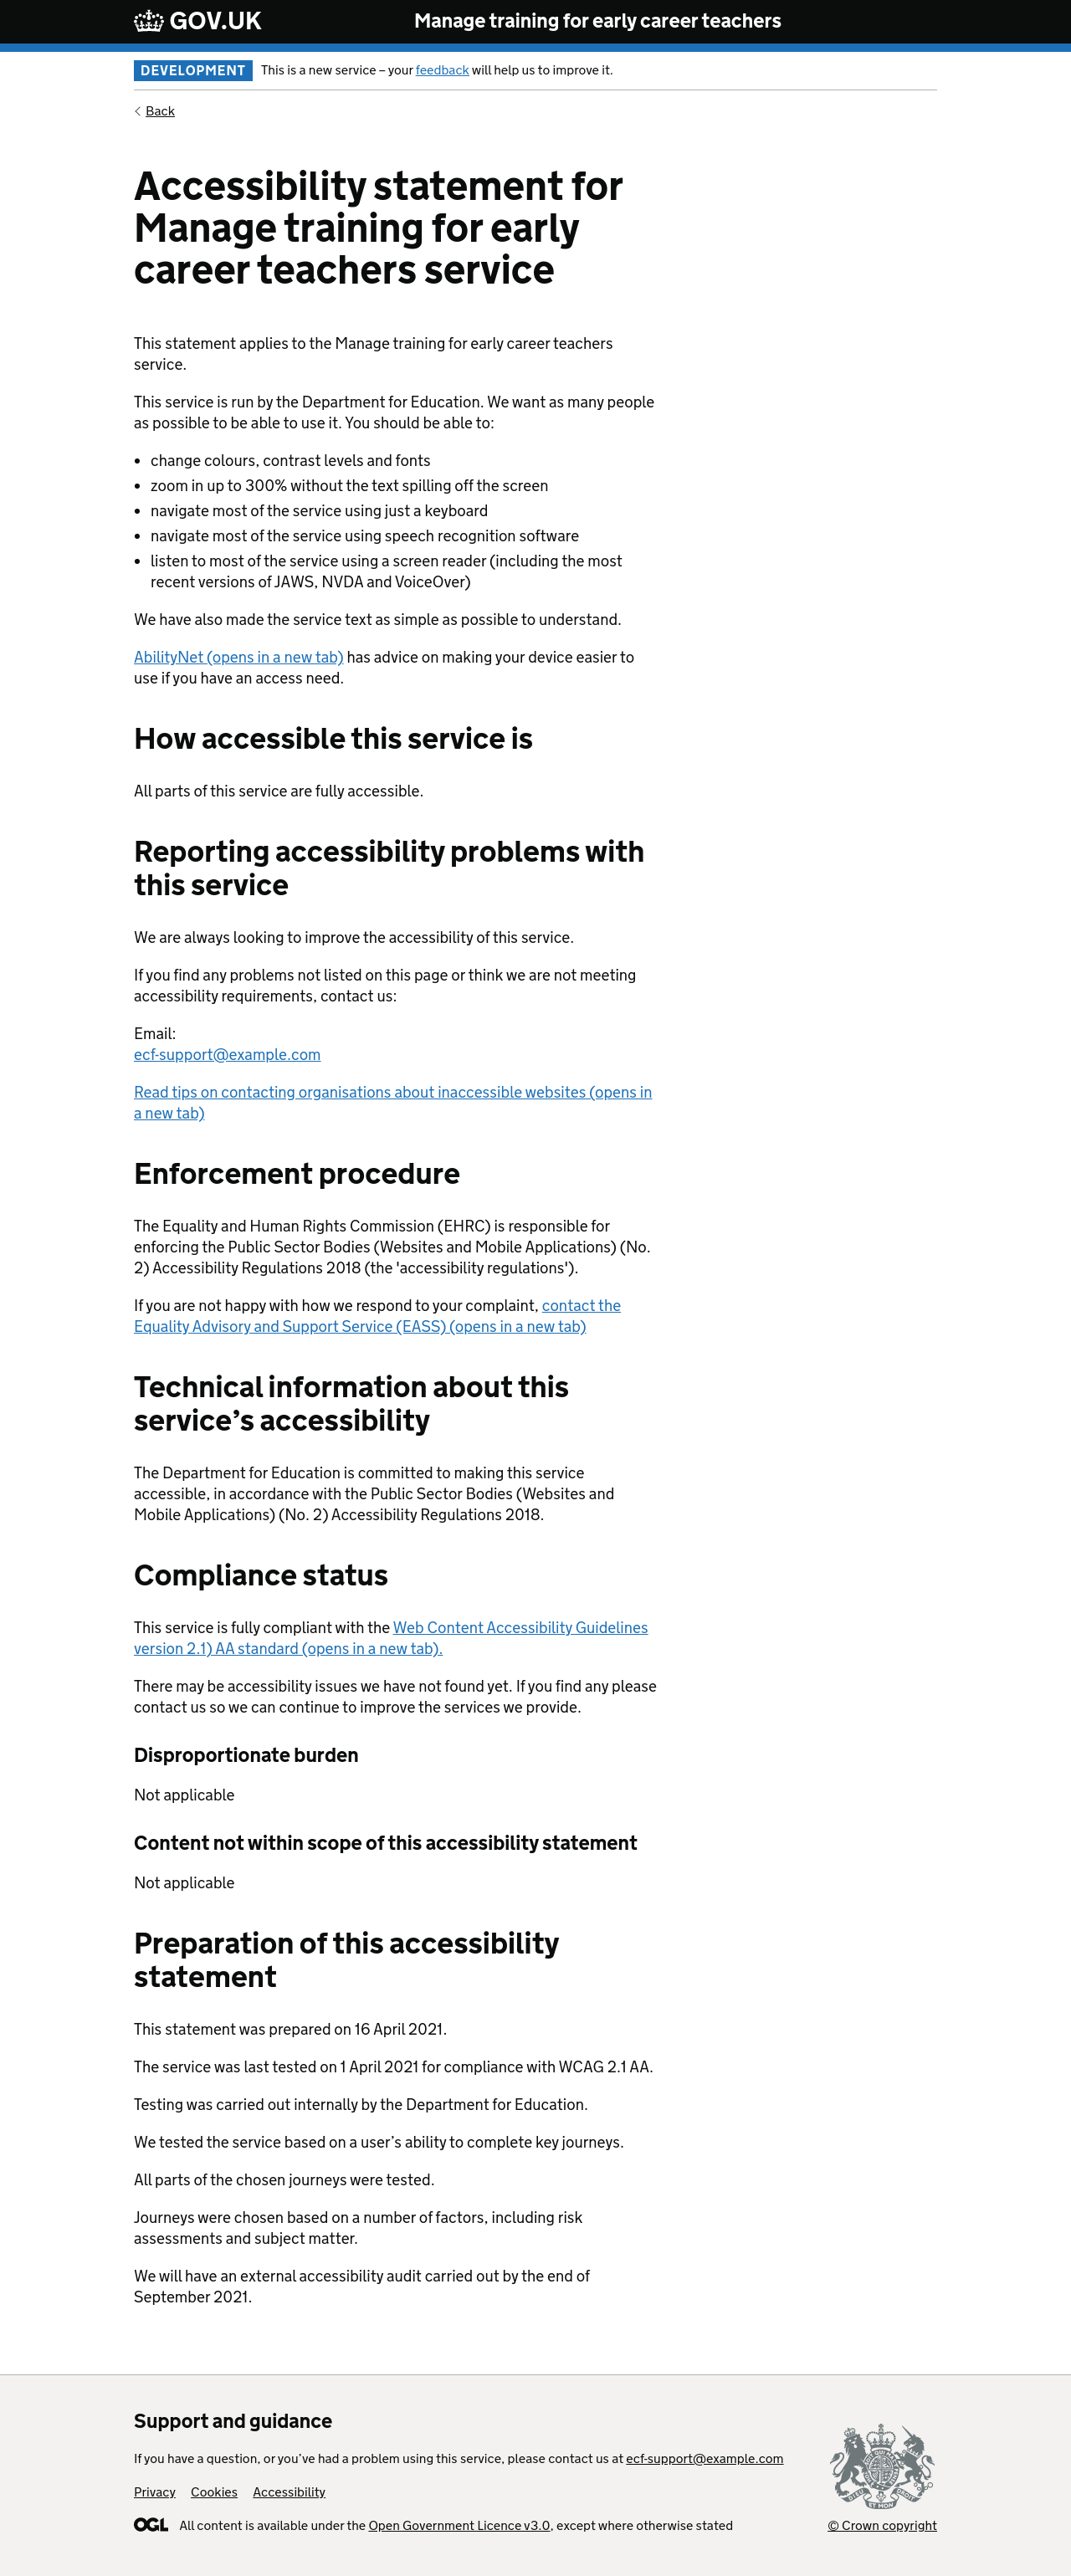 GOV.UK
Manage training for early career teachers
DEVELOPMENT This is a new service – your feedback will help us to improve it.
Back
Accessibility statement for
Manage training for early
career teachers service
This statement applies to the Manage training for early career teachers
service.
This service is run by the Department for Education. We want as many people
as possible to be able to use it. You should be able to:
• change colours, contrast levels and fonts
• zoom in up to 300% without the text spilling off the screen
• navigate most of the service using just a keyboard
• navigate most of the service using speech recognition software
• listen to most of the service using a screen reader (including the most
recent versions of JAWS, NVDA and VoiceOver)
We have also made the service text as simple as possible to understand.
AbilityNet (opens in a new tab) has advice on making your device easier to
use if you have an access need.
How accessible this service is
All parts of this service are fully accessible.
Reporting accessibility problems with
this service
We are always looking to improve the accessibility of this service.
If you find any problems not listed on this page or think we are not meeting
accessibility requirements, contact us:
Email:
ecf-support@example.com
Read tips on contacting organisations about inaccessible websites (opens in
a new tab)
Enforcement procedure
The Equality and Human Rights Commission (EHRC) is responsible for
enforcing the Public Sector Bodies (Websites and Mobile Applications) (No.
2) Accessibility Regulations 2018 (the 'accessibility regulations').
If you are not happy with how we respond to your complaint, contact the
Equality Advisory and Support Service (EASS) (opens in a new tab)
Technical information about this
service’s accessibility
The Department for Education is committed to making this service
accessible, in accordance with the Public Sector Bodies (Websites and
Mobile Applications) (No. 2) Accessibility Regulations 2018.
Compliance status
This service is fully compliant with the Web Content Accessibility Guidelines
version 2.1) AA standard (opens in a new tab).
There may be accessibility issues we have not found yet. If you find any please
contact us so we can continue to improve the services we provide.
Disproportionate burden
Not applicable
Content not within scope of this accessibility statement
Not applicable
Preparation of this accessibility
statement
This statement was prepared on 16 April 2021.
The service was last tested on 1 April 2021 for compliance with WCAG 2.1 AA.
Testing was carried out internally by the Department for Education.
We tested the service based on a user’s ability to complete key journeys.
All parts of the chosen journeys were tested.
Journeys were chosen based on a number of factors, including risk
assessments and subject matter.
We will have an external accessibility audit carried out by the end of
September 2021.
Support and guidance
If you have a question, or you’ve had a problem using this service, please contact us at ecf-support@example.com
Privacy Cookies Accessibility
OGL All content is available under the Open Government Licence v3.0, except where otherwise stated
© Crown copyright